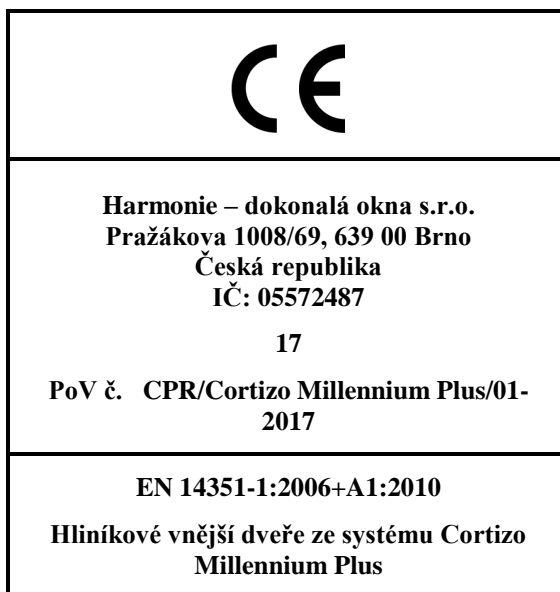 CE
Harmonie – dokonalá okna s.r.o.
Pražákova 1008/69, 639 00 Brno
Česká republika
IČ: 05572487
17
PoV č. CPR/Cortizo Millennium Plus/01-
2017
EN 14351-1:2006+A1:2010
Hliníkové vnější dveře ze systému Cortizo
Millennium Plus